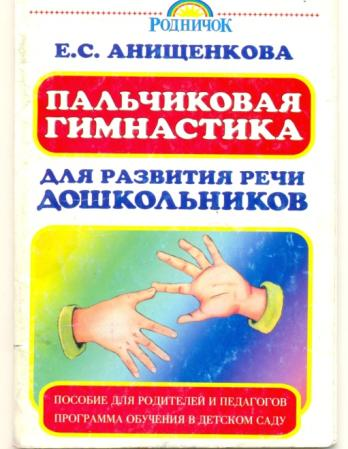 РОДНИЧОК
Е.С. АНИЩЕНКОВА
ПАЛЬЧИКОВАЯ
ГИМНАСТИКА
ДЛЯ РАЗВИТИЯ РЕЧИ
ДОШКОЛЬНИКОВ
ПОСОБИЕ ДЛЯ РОДИТЕЛЕЙ И ПЕДАГОГОВ
ПРОГРАММА ОБУЧЕНИЯ В ДЕТСКОМ САДУ